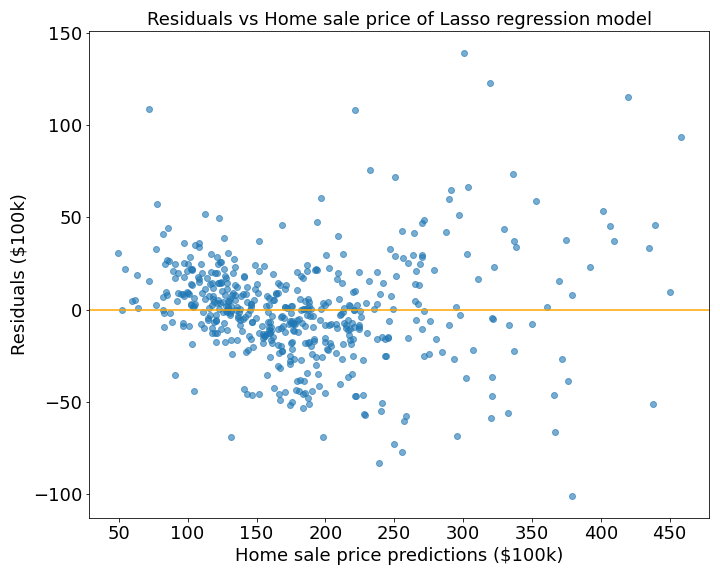 Residuals vs Home sale price of Lasso regression model
150
100
50
0
−50
−100
Residuals ($100k)
50 100 150 200 250 300 350 400 450
Home sale price predictions ($100k)